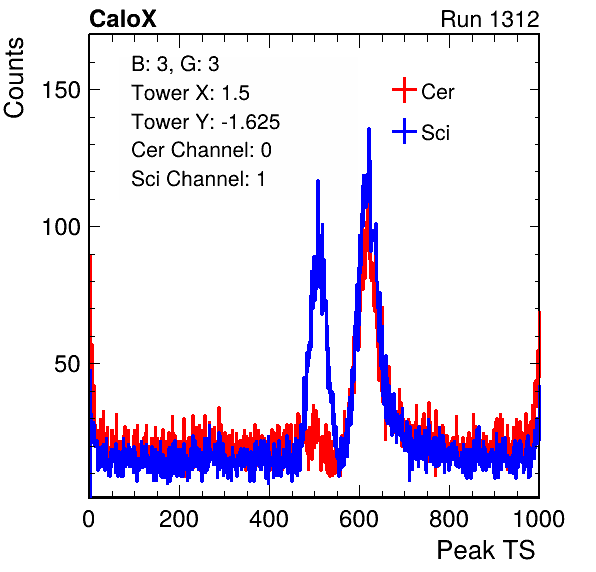 CaloX Run 1312
Counts
B: 3, G: 3
Tower X: 1.5
Tower Y: -1.625
Cer Channel: 0
Sci Channel: 1
Cer
Sci
150
100
50
0 200 400 600 800 1000
Peak TS